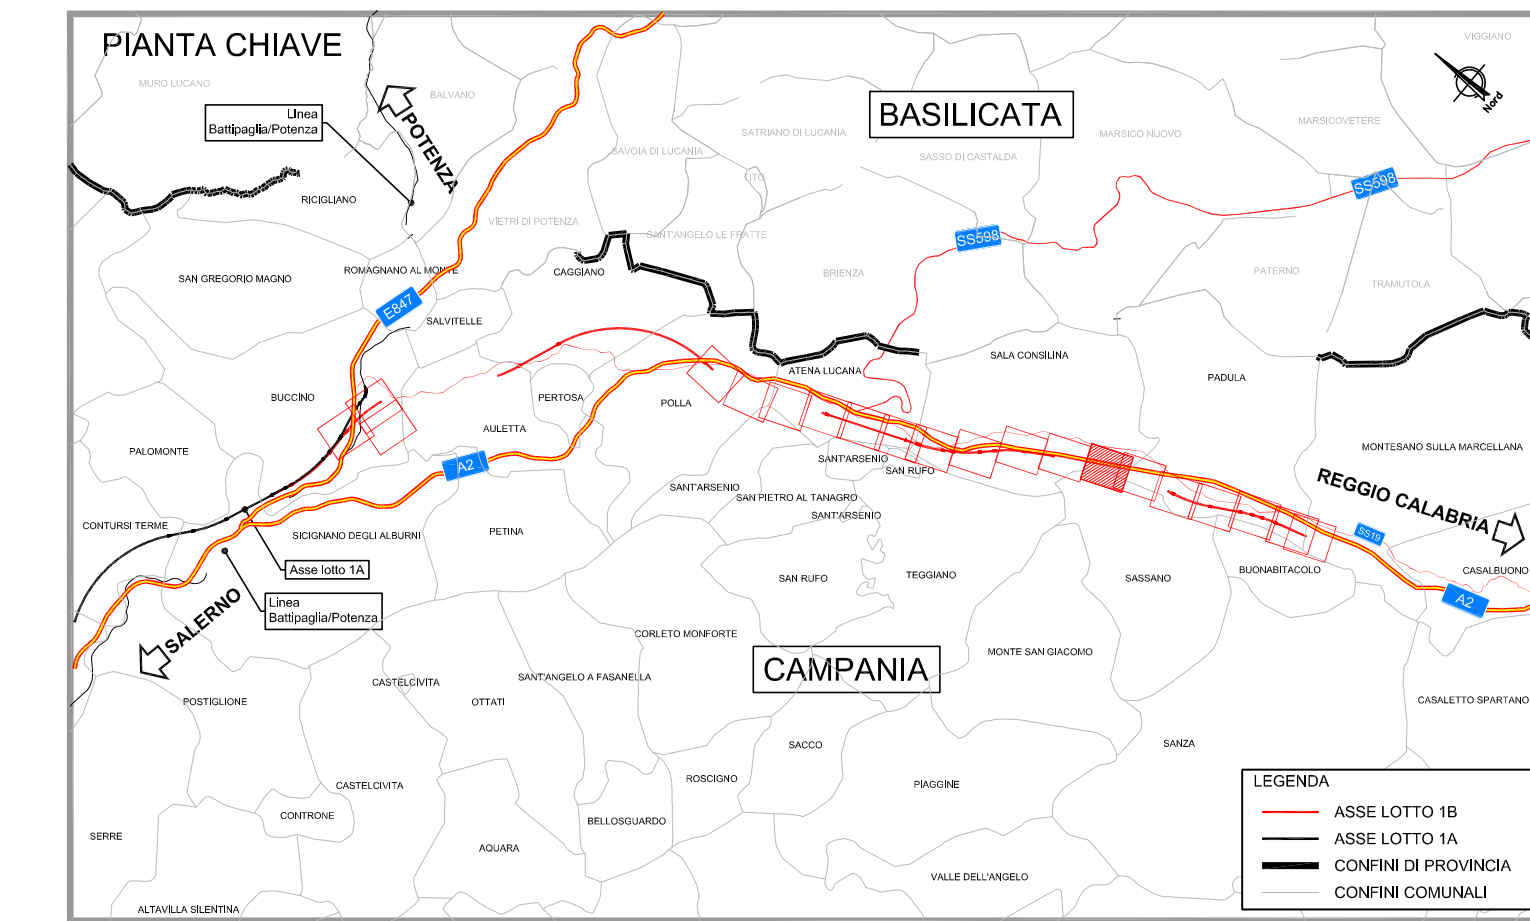 PIANTA CHIAVE
VIGGIANO
MURO LUCANO
BALVANO
Nord
Linea
Battipaglia/Potenza
BASILICATA
POTENZA
SATRIANO DI LUCANIA
MARSICO NUOVO
MARSICOVETERE
SAVOIA DI LUCANIA
SASSO DI CASTALDA
TITO
SS598
RICIGLIANO
VIETRI DI POTENZA
SANT'ANGELO LE FRATTE
SS598
SAN GREGORIO MAGNO
ROMAGNANO AL MONTE
CAGGIANO
BRIENZA
PATERNO
TRAMUTOLA
E847
SALVITELLE
SALA CONSILINA
ATENA LUCANA
PADULA
BUCCINO
PERTOSA
POLLA
AULETTA
PALOMONTE
MONTESANO SULLA MARCELLANA
A2
SANT'ARSENIO
SAN RUFO
SANT'ARSENIO
SAN PIETRO AL TANAGRO
SANT'ARSENIO
REGGIO CALABRIA
CONTURSI TERME
SICIGNANO DEGLI ALBURNI
PETINA
SS19
Asse lotto 1A
SAN RUFO
TEGGIANO
SASSANO
BUONABITACOLO
CASALBUONO
A2
Linea
Battipaglia/Potenza
SALERNO
CORLETO MONFORTE
MONTE SAN GIACOMO
CAMPANIA
CASTELCIVITA
SANT'ANGELO A FASANELLA
POSTIGLIONE
OTTATI
CASALETTO SPARTANO
SACCO
SANZA
ROSCIGNO
PIAGGINE
CASTELCIVITA
CONTRONE
BELLOSGUARDO
SERRE
AQUARA
VALLE DELL'ANGELO
ALTAVILLA SILENTINA
LEGENDA
ASSE LOTTO 1B
ASSE LOTTO 1A
CONFINI DI PROVINCIA
CONFINI COMUNALI